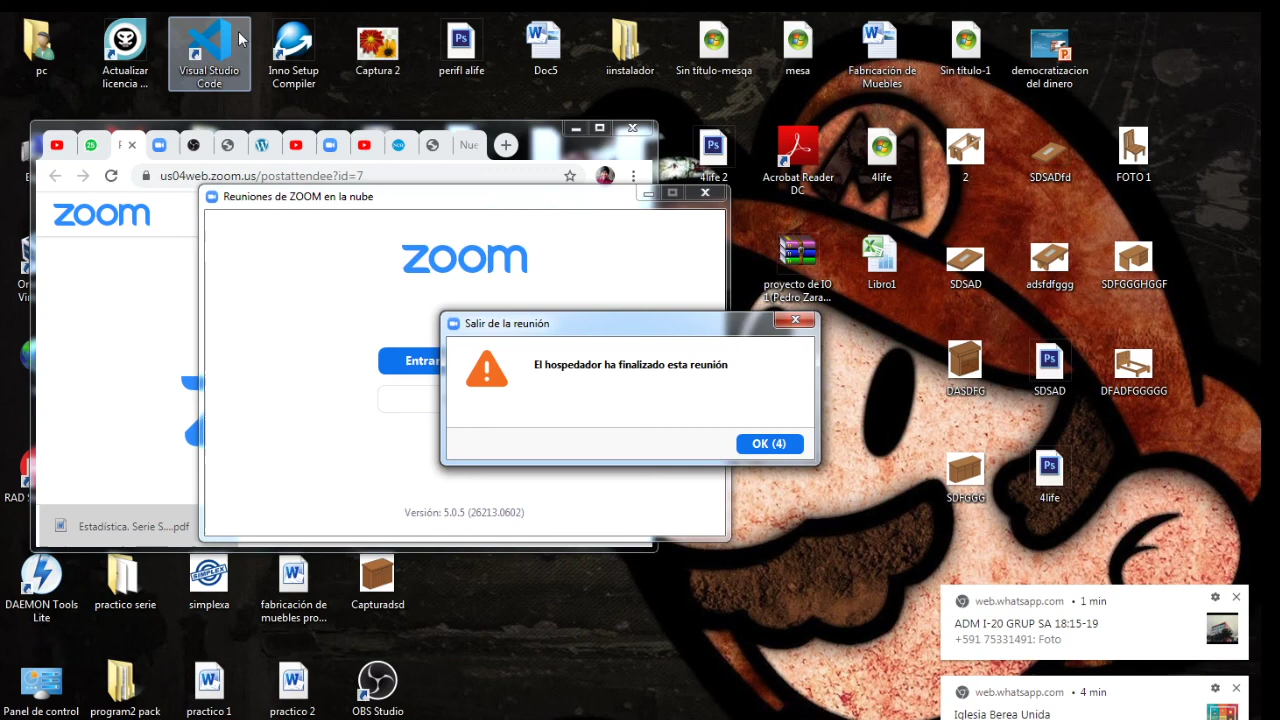 pc
Actualizar
licencia ...
Visual Studio
Code
Inno Setup
Compiler
Captura 2
perifl alife
Doc5
iinstalador
Sin título-mesqa
mesa
Fabricación de
Muebles
Sin título-1
democratizacion
del dinero
Nue
us04web.zoom.us/postattendee?id=7
zoom
Reuniones de ZOOM en la nube
zoom
Entrar
Versión: 5.0.5 (26213.0602)
Salir de la reunión
El hospedador ha finalizado esta reunión
OK (4)
Estadística. Serie S....pdf
4life 2
Acrobat Reader
DC
4life
2
SDSADfd
FOTO 1
proyecto de IO
1 (Pedro Zara...
Libro1
SDSAD
adsfdfggg
SDFGGGHGGF
DASDFG
SDSAD
DFADFGGGGG
SDFGGG
4life
RAD S
DAEMON Tools
Lite
practico serie
SIMPLEX
simplexa
fabricación de
muebles pro...
Capturadsd
Panel de control
program2 pack
practico 1
practico 2
OBS Studio
web.whatsapp.com • 1 min
ADM I-20 GRUP SA 18:15-19
+591 75331491: Foto
web.whatsapp.com • 4 min
Iglesia Berea Unida